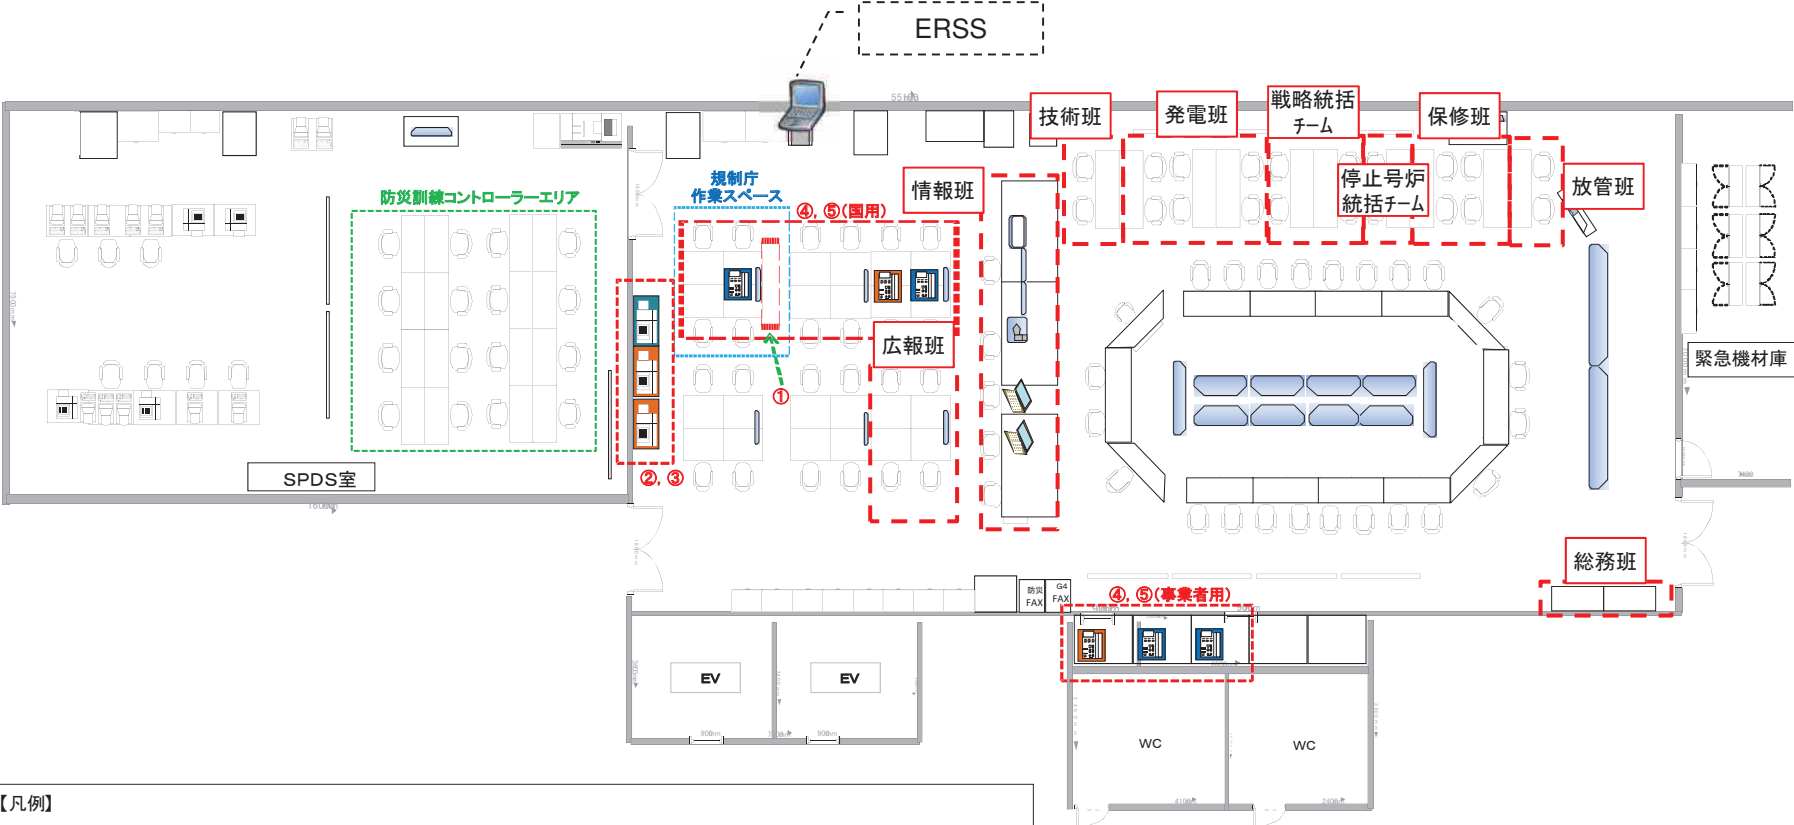 ERSS
技術班
発電班
戦略統括
チーム
保修班
停止号炉
統括チーム
放管班
情報班
規制庁
作業スペース
④, ⑤(国用)
防災訓練コントローラーエリア
広報班
①
②, ③
SPDS室
緊急機材庫
総務班
防災
FAX
G4
FAX
④, ⑤(事業者用)
EV
EV
WC
WC
【凡例】